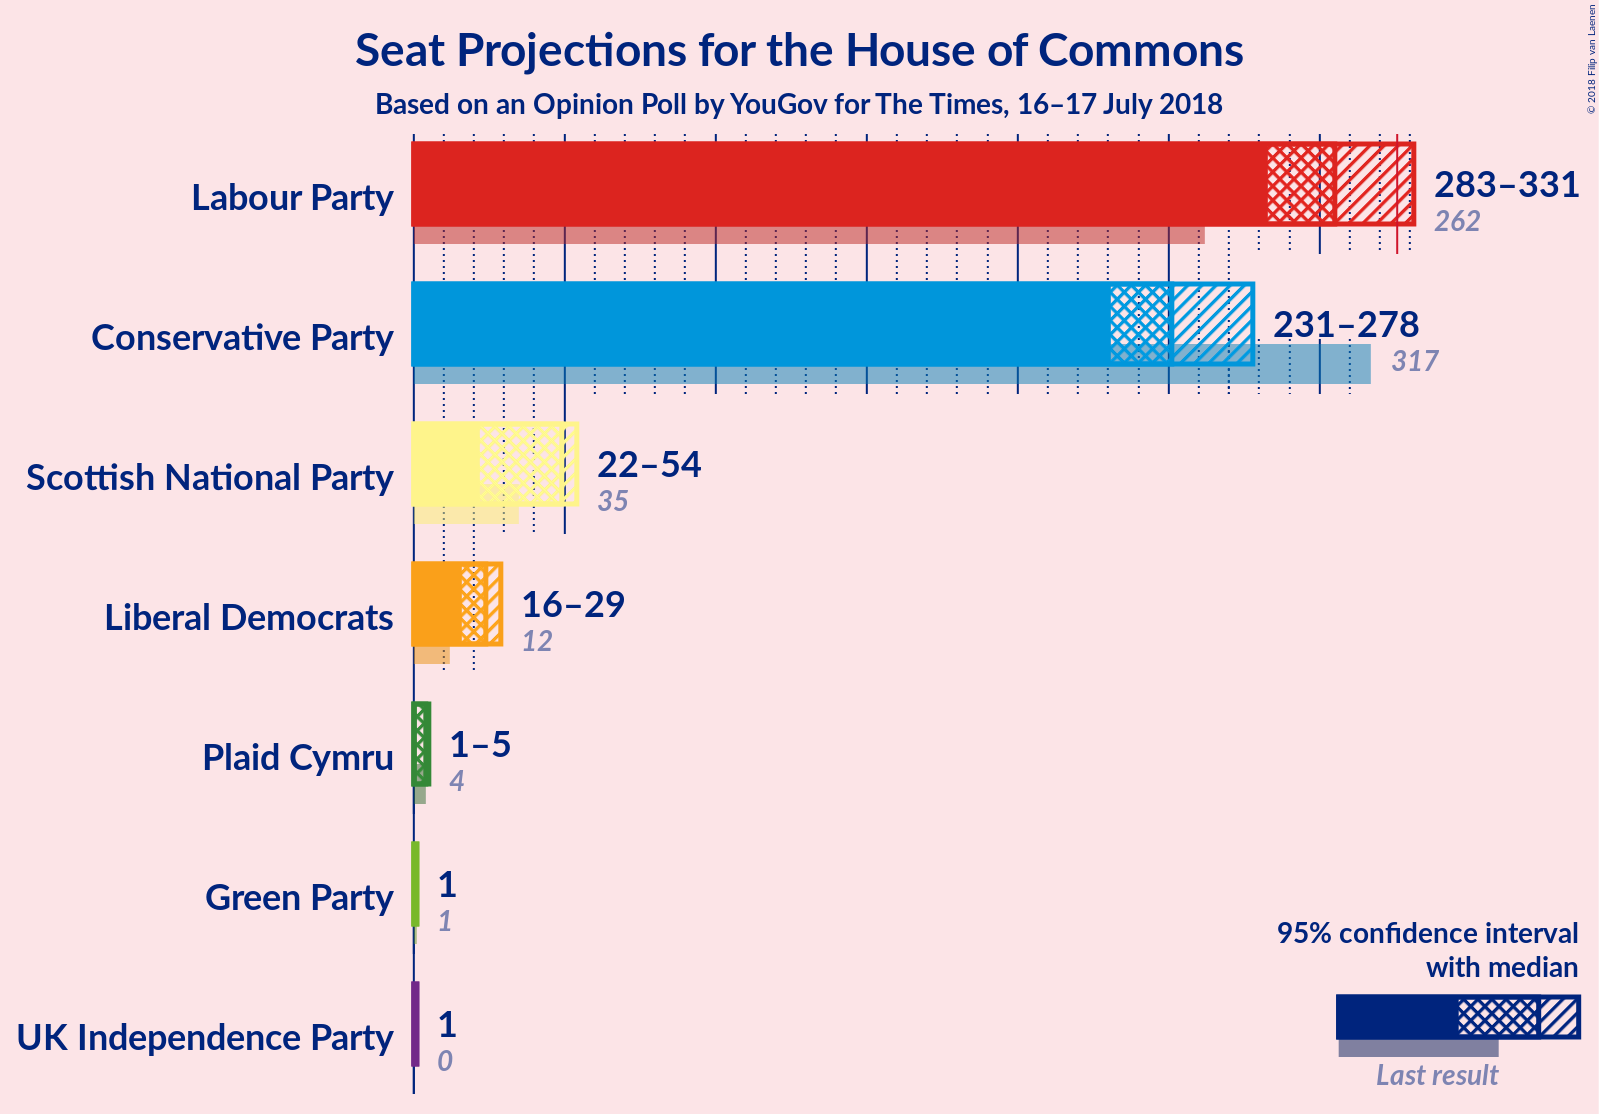 Seat Projections for the House of Commons
Based on an Opinion Poll by YouGov for The Times, 16–17 July 2018
© 2018 Filip van Laenen
Labour Party
283–331
262
Conservative Party
231–278
317
Scottish National Party
22–54
35
Liberal Democrats
16–29
12
Plaid Cymru
1–5
4
Green Party
1
1
UK Independence Party
1
0
95% confidence interval
with median
Last result